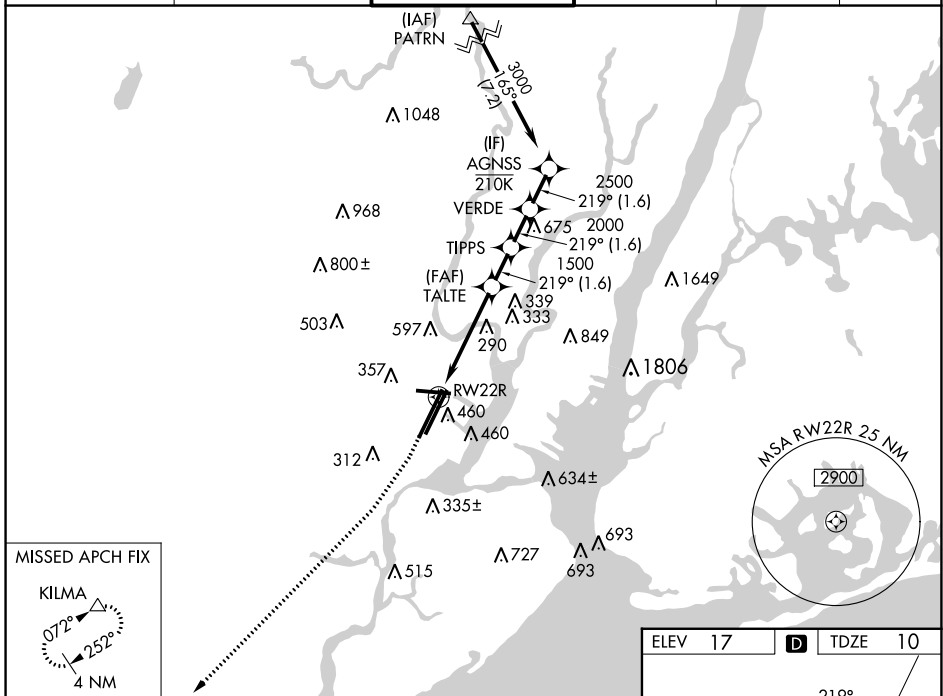 (IAF)
PATRN
3000
165°
(7.2)
1048
(IF)
AGNSS
210K
2500
219° (1.6)
968
VERDE
675
2000
219° (1.6)
TIPPS
800±
1500
219° (1.6)
(FAF)
TALTE
1649
339
333
503
597
290
849
357
1806
RW22R
460
460
312
MSA RW22R 25 NM
2900
634±
335±
693
693
727
515
MISSED APCH FIX
KILMA
072°
252°
4 NM
ELEV 17
D
TDZE 10
219°